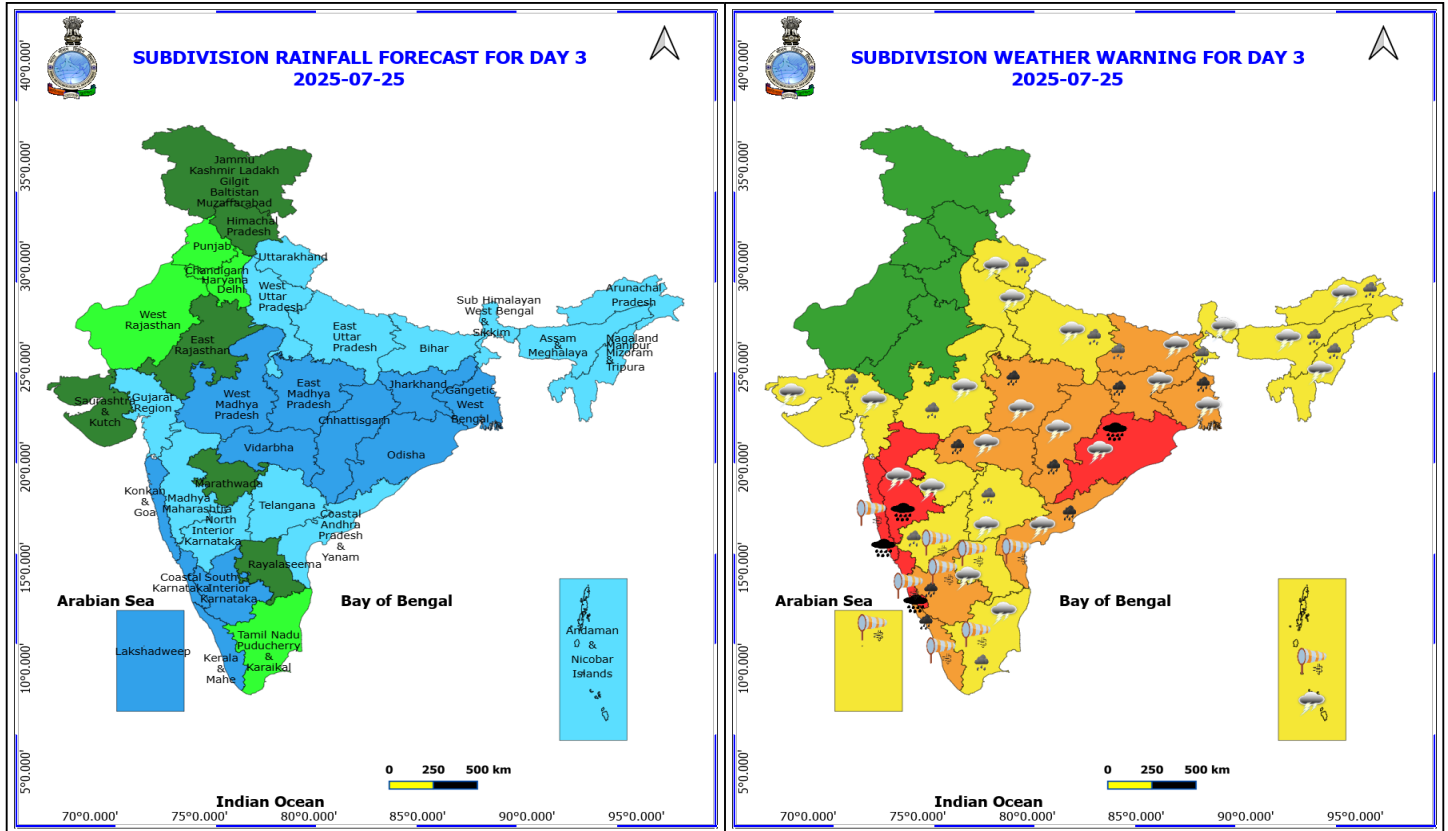 SUBDIVISION RAINFALL FORECAST FOR DAY 3
2025-07-25
40°0.000'
35°0.000'
30°0.000'
25°0.000'
20°0.000'
15°0.000'
10°0.000'
5°0.000'
Jammu
Kashmir Ladakh
Gilgit
Baltistan
Muzaffarabad
Himachal
Pradesh
Punjab
Uttarakhand
Chandigarh
Haryana
Delhi
West
Uttar
Pradesh
West
Rajasthan
East
Rajasthan
East
Uttar
Pradesh
Bihar
Sub Himalayan
West Bengal
&
Sikkim
Arunachal
Pradesh
Assam
&
Meghalaya
Nagaland
Manipur
Mizoram
&
Tripura
Saurashtra
&
Kutch
Gujarat
Region
West
Madhya
Pradesh
East
Madhya
Pradesh
Jharkhand
Gangetic
West
Bengal
Chhattisgarh
Vidarbha
Odisha
Konkan
&
Goa
Marathwada
Madhya
Maharashtra
Telangana
North
Interior
Karnataka
Coastal
Andhra
Pradesh
&
Yanam
Rayalaseema
Coastal
Karnataka
South
Interior
Karnataka
Arabian Sea
Bay of Bengal
Lakshadweep
Kerala
&
Mahe
Tamil Nadu
Puducherry
&
Karaikal
Andaman
&
Nicobar
Islands
0 250 500 km
Indian Ocean
70°0.000' 75°0.000' 80°0.000' 85°0.000' 90°0.000' 95°0.000'
SUBDIVISION WEATHER WARNING FOR DAY 3
2025-07-25
40°0.000'
35°0.000'
30°0.000'
25°0.000'
20°0.000'
15°0.000'
10°0.000'
5°0.000'
Arabian Sea
Bay of Bengal
0 250 500 km
Indian Ocean
70°0.000' 75°0.000' 80°0.000' 85°0.000' 90°0.000' 95°0.000'